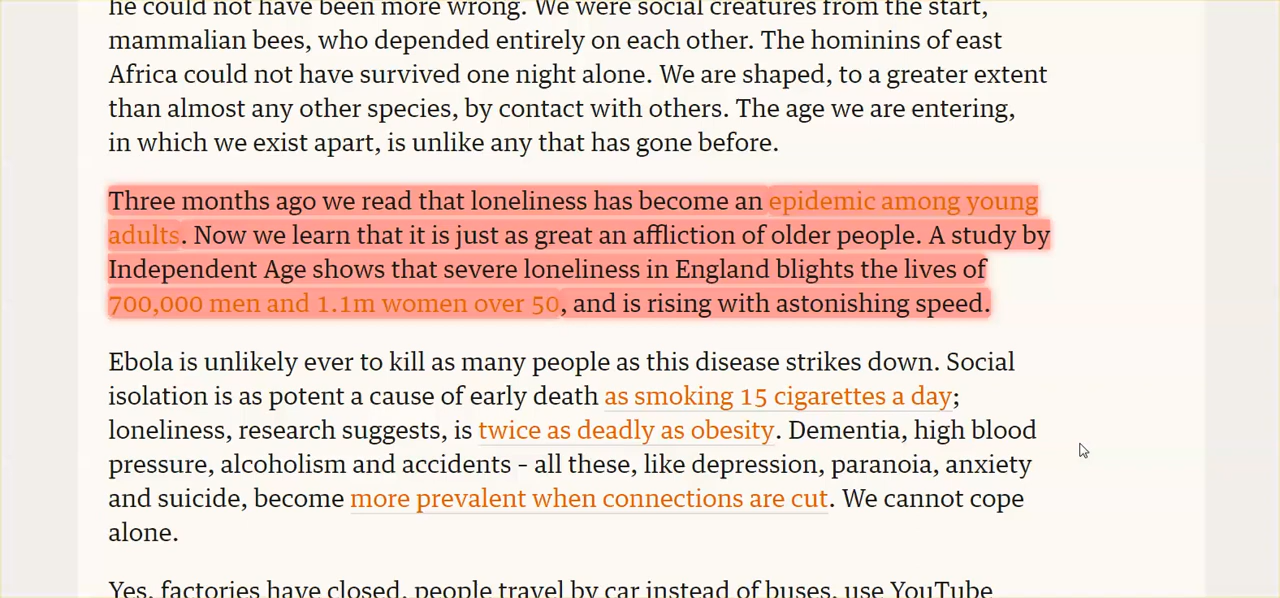 he could not have been more wrong. We were social creatures from the start,
mammalian bees, who depended entirely on each other. The hominins of east
Africa could not have survived one night alone. We are shaped, to a greater extent
than almost any other species, by contact with others. The age we are entering,
in which we exist apart, is unlike any that has gone before.
Three months ago we read that loneliness has become an epidemic among young
adults. Now we learn that it is just as great an affliction of older people. A study by
Independent Age shows that severe loneliness in England blights the lives of
700,000 men and 1.1m women over 50, and is rising with astonishing speed.
Ebola is unlikely ever to kill as many people as this disease strikes down. Social
isolation is as potent a cause of early death as smoking 15 cigarettes a day;
loneliness, research suggests, is twice as deadly as obesity. Dementia, high blood
pressure, alcoholism and accidents - all these, like depression, paranoia, anxiety
and suicide, become more prevalent when connections are cut. We cannot cope
alone.
Yes, factories have closed, people travel by car instead of buses, use YouTube